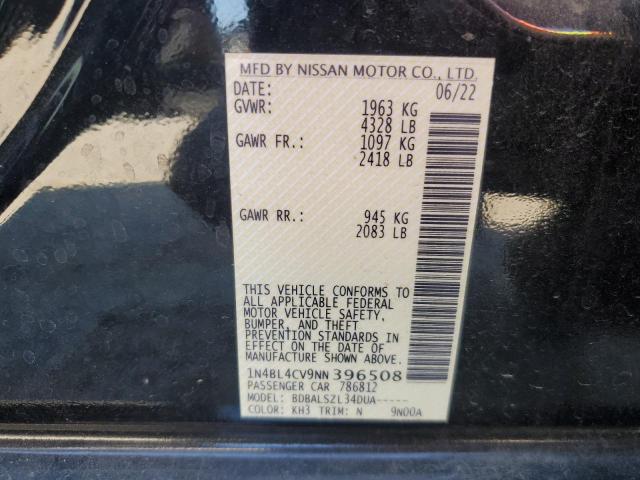 MFD BY NISSAN MOTOR CO., LTD.
DATE: 06/22
GVWR: 1963 KG
4328 LB
GAWR FR.: 1097 KG
2418 LB
GAWR RR.: 945 KG
2083 LB
THIS VEHICLE CONFORMS TO
ALL APPLICABLE FEDERAL
MOTOR VEHICLE SAFETY,
BUMPER, AND THEFT
PREVENTION STANDARDS IN
EFFECT ON THE DATE OF
MANUFACTURE SHOWN ABOVE.
1N4BL4CV9NN396508
PASSENGER CAR 786812
MODEL: BDBALSZL34DUA-----
COLOR: KH3 TRIM: N 9N00A